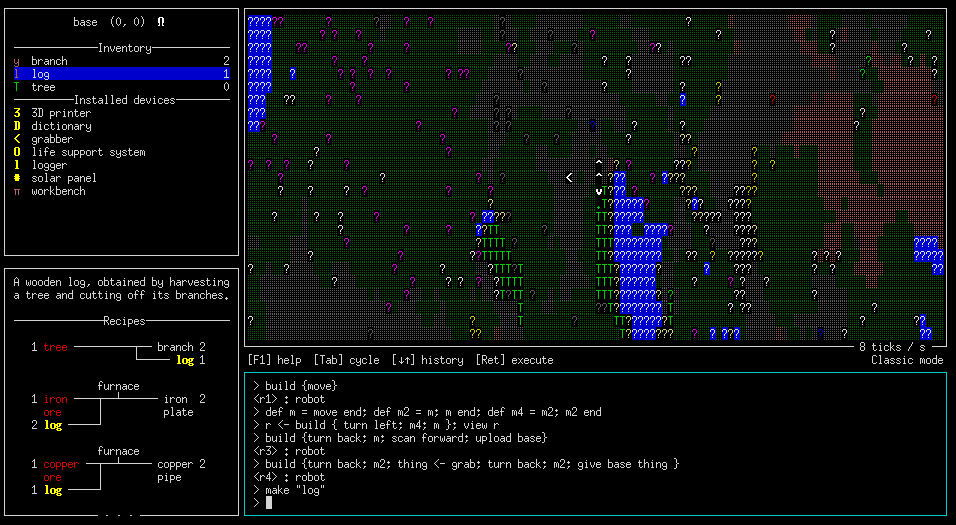 base (0, 0) Ω
Inventory
y branch 2
l log 1
T tree 0
Installed devices
3 3D printer
D dictionary
< grabber
O life support system
l logger
# solar panel
π workbench
A wooden log, obtained by harvesting
a tree and cutting off its branches.
Recipes
1 tree branch 2
log 1
furnace
1 iron iron 2
ore plate
2 log
furnace
1 copper copper 2
ore pipe
1 log
8 ticks / s
[F1] help [Tab] cycle [↓↑] history [Ret] execute Classic mode
> build {move}
<r1> : robot
> def m = move end; def m2 = m; m end; def m4 = m2; m2 end
> r <- build { turn left; m4; m }; view r
> build {turn back; m; scan forward; upload base}
<r3> : robot
> build {turn back; m2; thing <- grab; turn back; m2; give base thing }
<r4> : robot
> make "log"
>